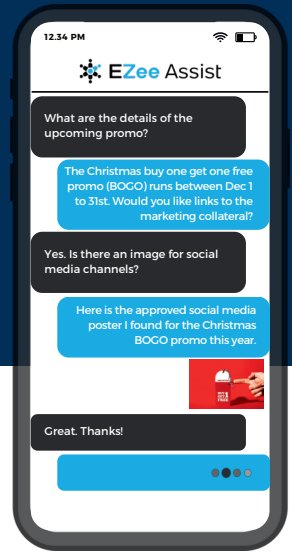 12.34 PM
EZee Assist
What are the details of the
upcoming promo?
The Christmas buy one get one free
promo (BOGO) runs between Dec 1
to 31st. Would you like links to the
marketing collateral?
Yes. Is there an image for social
media channels?
Here is the approved social media
poster I found for the Christmas
BOGO promo this year.
Great. Thanks!